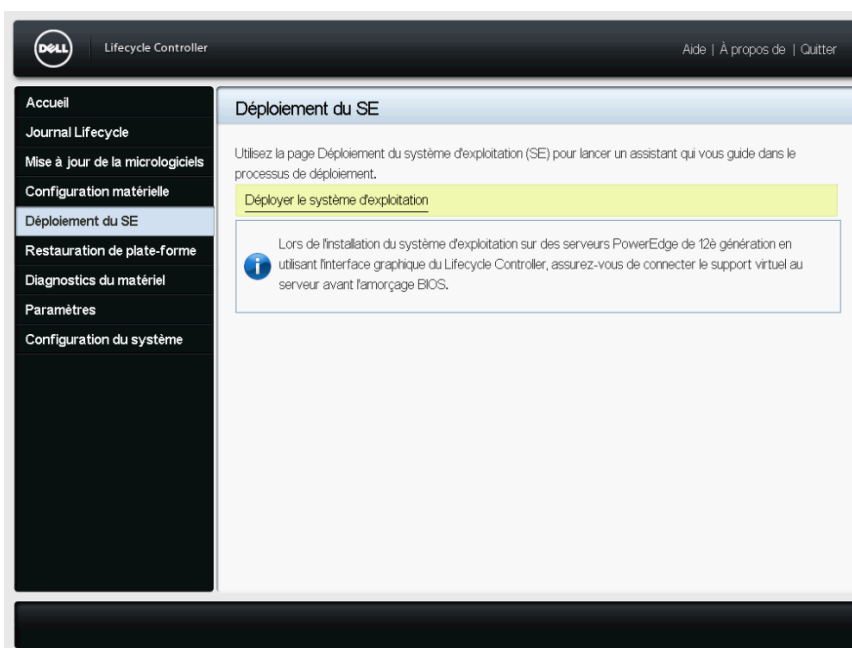 DELL
Lifecycle Controller
Aide | À propos de | Quitter
Accueil
Journal Lifecycle
Mise à jour de la micrologiciels
Configuration matérielle
Déploiement du SE
Restauration de plate-forme
Diagnostics du matériel
Paramètres
Configuration du système
Déploiement du SE
Utilisez la page Déploiement du système d'exploitation (SE) pour lancer un assistant qui vous guide dans le
processus de déploiement.
Déployer le système d'exploitation
Lors de l'installation du système d'exploitation sur des serveurs PowerEdge de 12è génération en
utilisant l'interface graphique du Lifecycle Controller, assurez-vous de connecter le support virtuel au
serveur avant l'amorçage BIOS.